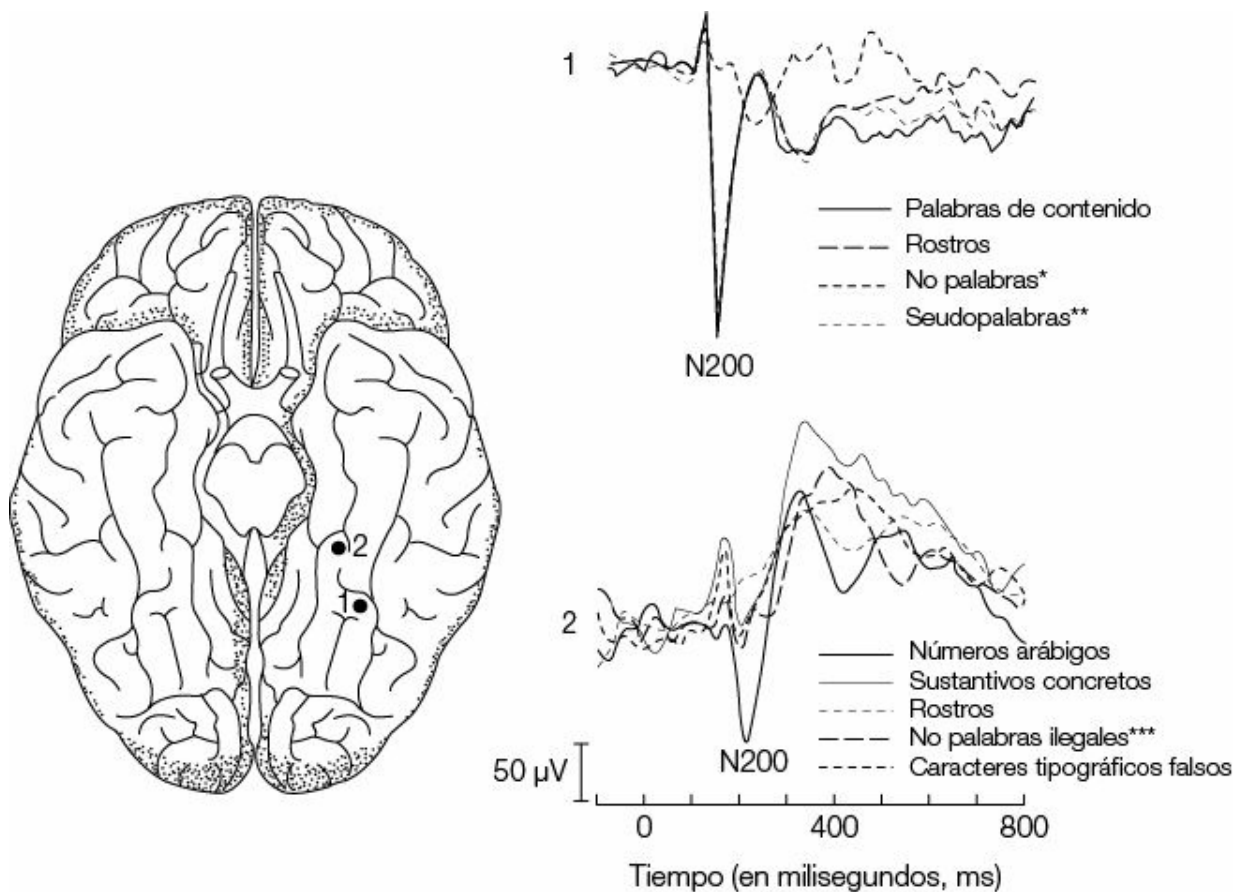 1
Palabras de contenido
Rostros
No palabras*
Seudopalabras**
N200
2
1
2
Números arábigos
Sustantivos concretos
Rostros
No palabras ilegales***
Caracteres tipográficos falsos
N200
50 µV
0 400 800
Tiempo (en milisegundos, ms)